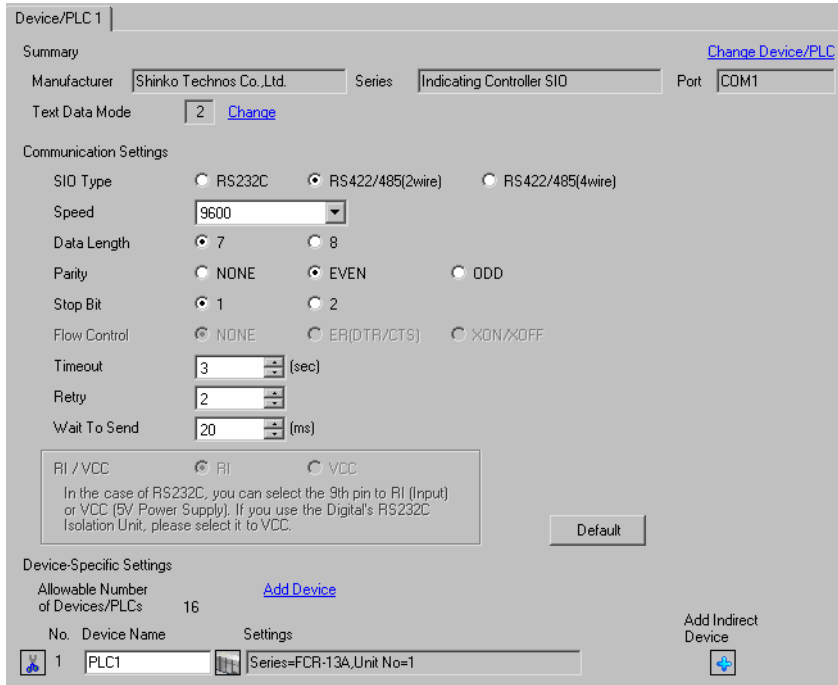 Device/PLC 1
Summary
Change Device/PLC
Manufacturer Shinko Technos Co.,Ltd. Series Indicating Controller SIO Port COM1
Text Data Mode 2 Change
Communication Settings
SIO Type RS232C RS422/485(2wire) RS422/485(4wire)
Speed 9600
Data Length 7 8
Parity NONE EVEN ODD
Stop Bit 1 2
Flow Control NONE ER(DTR/CTS) XON/XOFF
Timeout 3 (sec)
Retry 2
Wait To Send 20 (ms)
RI / VCC RI VCC
In the case of RS232C, you can select the 9th pin to RI (Input)
or VCC (5V Power Supply). If you use the Digital's RS232C
Isolation Unit, please select it to VCC.
Default
Device-Specific Settings
Allowable Number
of Devices/PLCs 16
Add Device
No. Device Name Settings
Add Indirect
Device
1 PLC1 Series=FCR-13A,Unit No=1